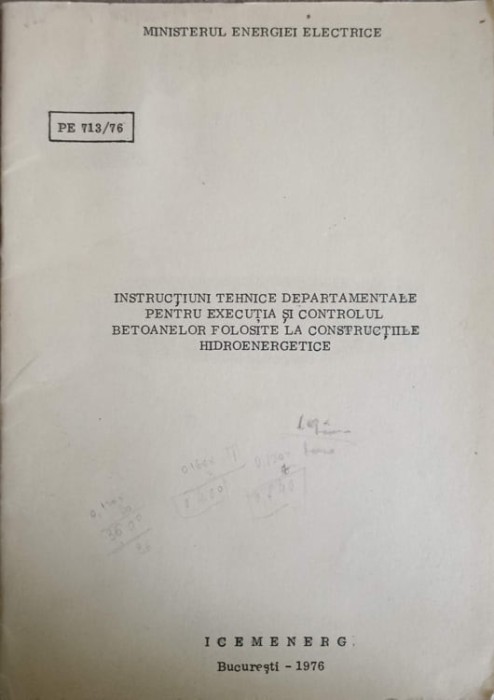 MINISTERUL ENERGIEI ELECTRICE
PE 713/76
INSTRUCŢIUNI TEHNICE DEPARTAMENTALE
PENTRU EXECUŢIA ŞI CONTROLUL
BETOANELOR FOLOSITE LA CONSTRUCŢIILE
HIDROENERGETICE
I C E M E N E R G
Bucureşti - 1976